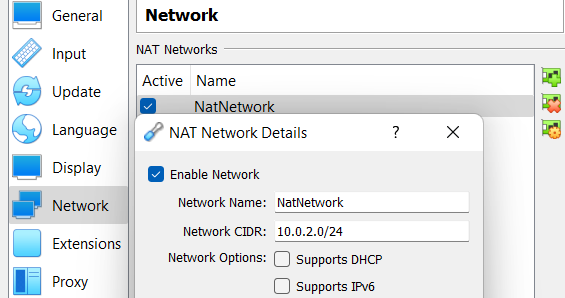 General
Input
Update
Language
Display
Network
Extensions
Proxy
Network
NAT Networks
Active Name
NatNetwork
NAT Network Details ?
Enable Network
Network Name: NatNetwork
Network CIDR: 10.0.2.0/24
Network Options: Supports DHCP
Supports IPv6